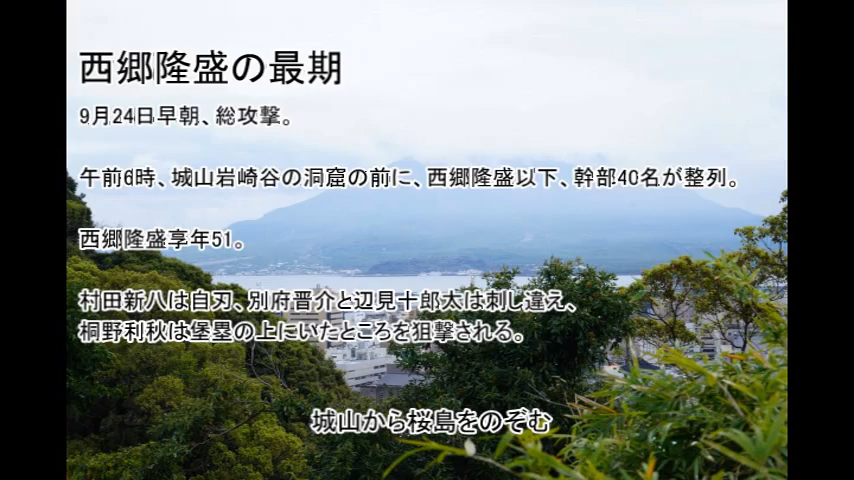 西郷隆盛の最期
9月24日早朝、総攻撃。
午前6時、城山岩崎谷の洞窟の前に、西郷隆盛以下、幹部40名が整列。
西郷隆盛享年51。
村田新八は自刃、別府晋介と辺見十郎太は刺し違え、
桐野利秋は堡塁の上にいたところを狙撃される。
城山から桜島をのぞむ